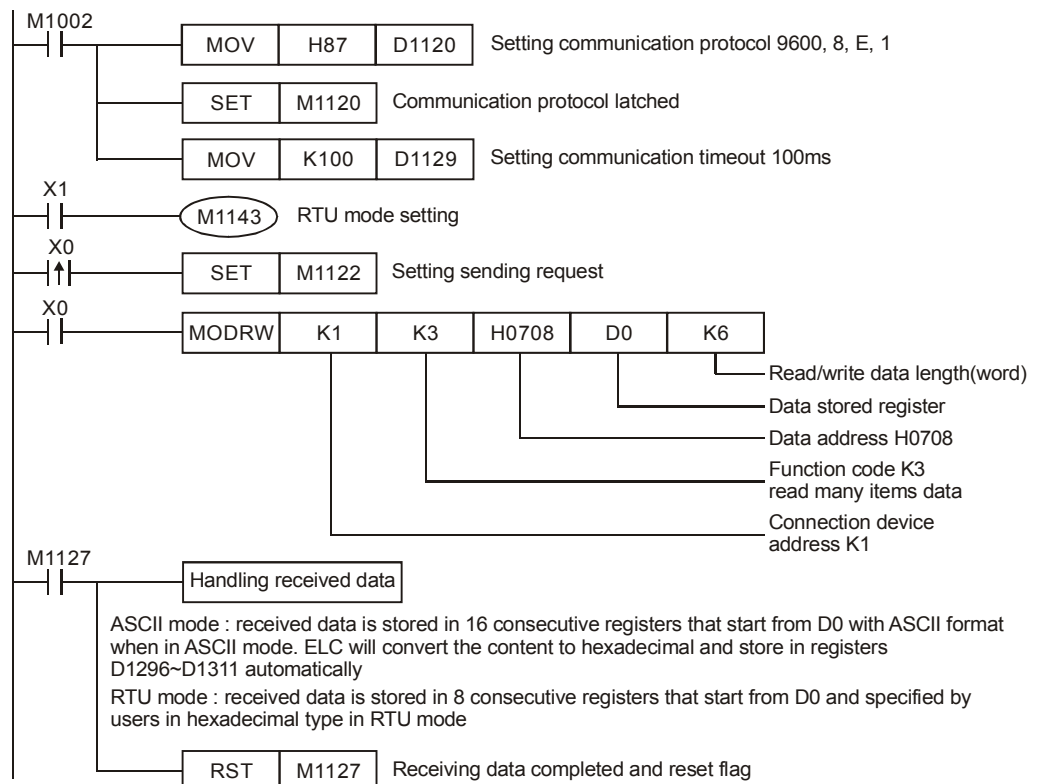 M1002
MOV H87 D1120 Setting communication protocol 9600, 8, E, 1
SET M1120 Communication protocol latched
MOV K100 D1129 Setting communication timeout 100ms
X1
M1143 RTU mode setting
X0
SET M1122 Setting sending request
X0
MODRW K1 K3 H0708 D0 K6
Read/write data length(word)
Data stored register
Data address H0708
Function code K3
read many items data
Connection device
address K1
M1127
Handling received data
ASCII mode : received data is stored in 16 consecutive registers that start from D0 with ASCII format
when in ASCII mode. ELC will convert the content to hexadecimal and store in registers
D1296~D1311 automatically
RTU mode : received data is stored in 8 consecutive registers that start from D0 and specified by
users in hexadecimal type in RTU mode
RST M1127 Receiving data completed and reset flag